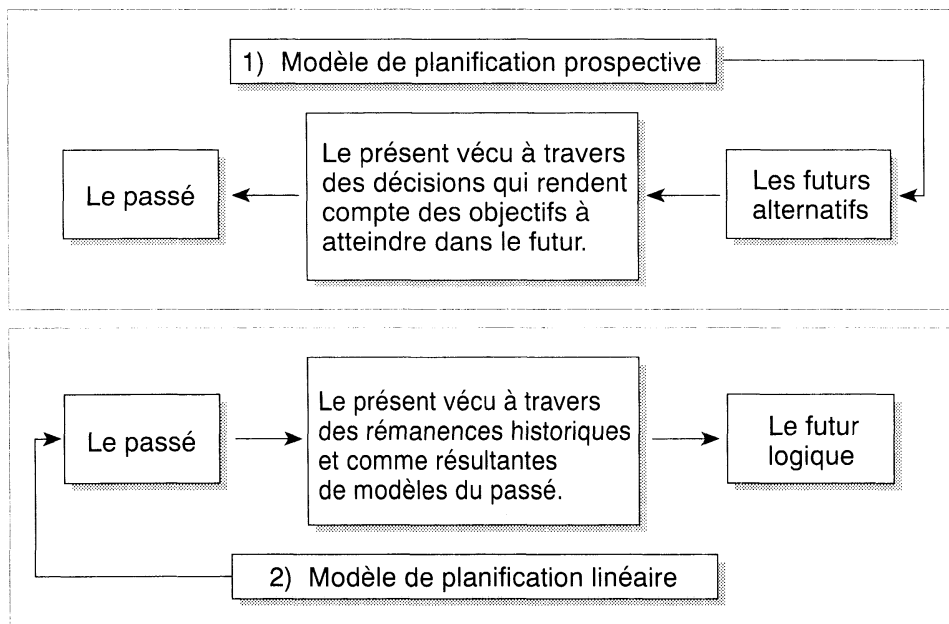 1) Modèle de planification prospective
Le passé
Le présent vécu à travers
des décisions qui rendent
compte des objectifs à
atteindre dans le futur.
Les futurs
alternatifs
Le passé
Le présent vécu à travers
des rémanences historiques
et comme résultantes
de modèles du passé.
Le futur
logique
2) Modèle de planification linéaire